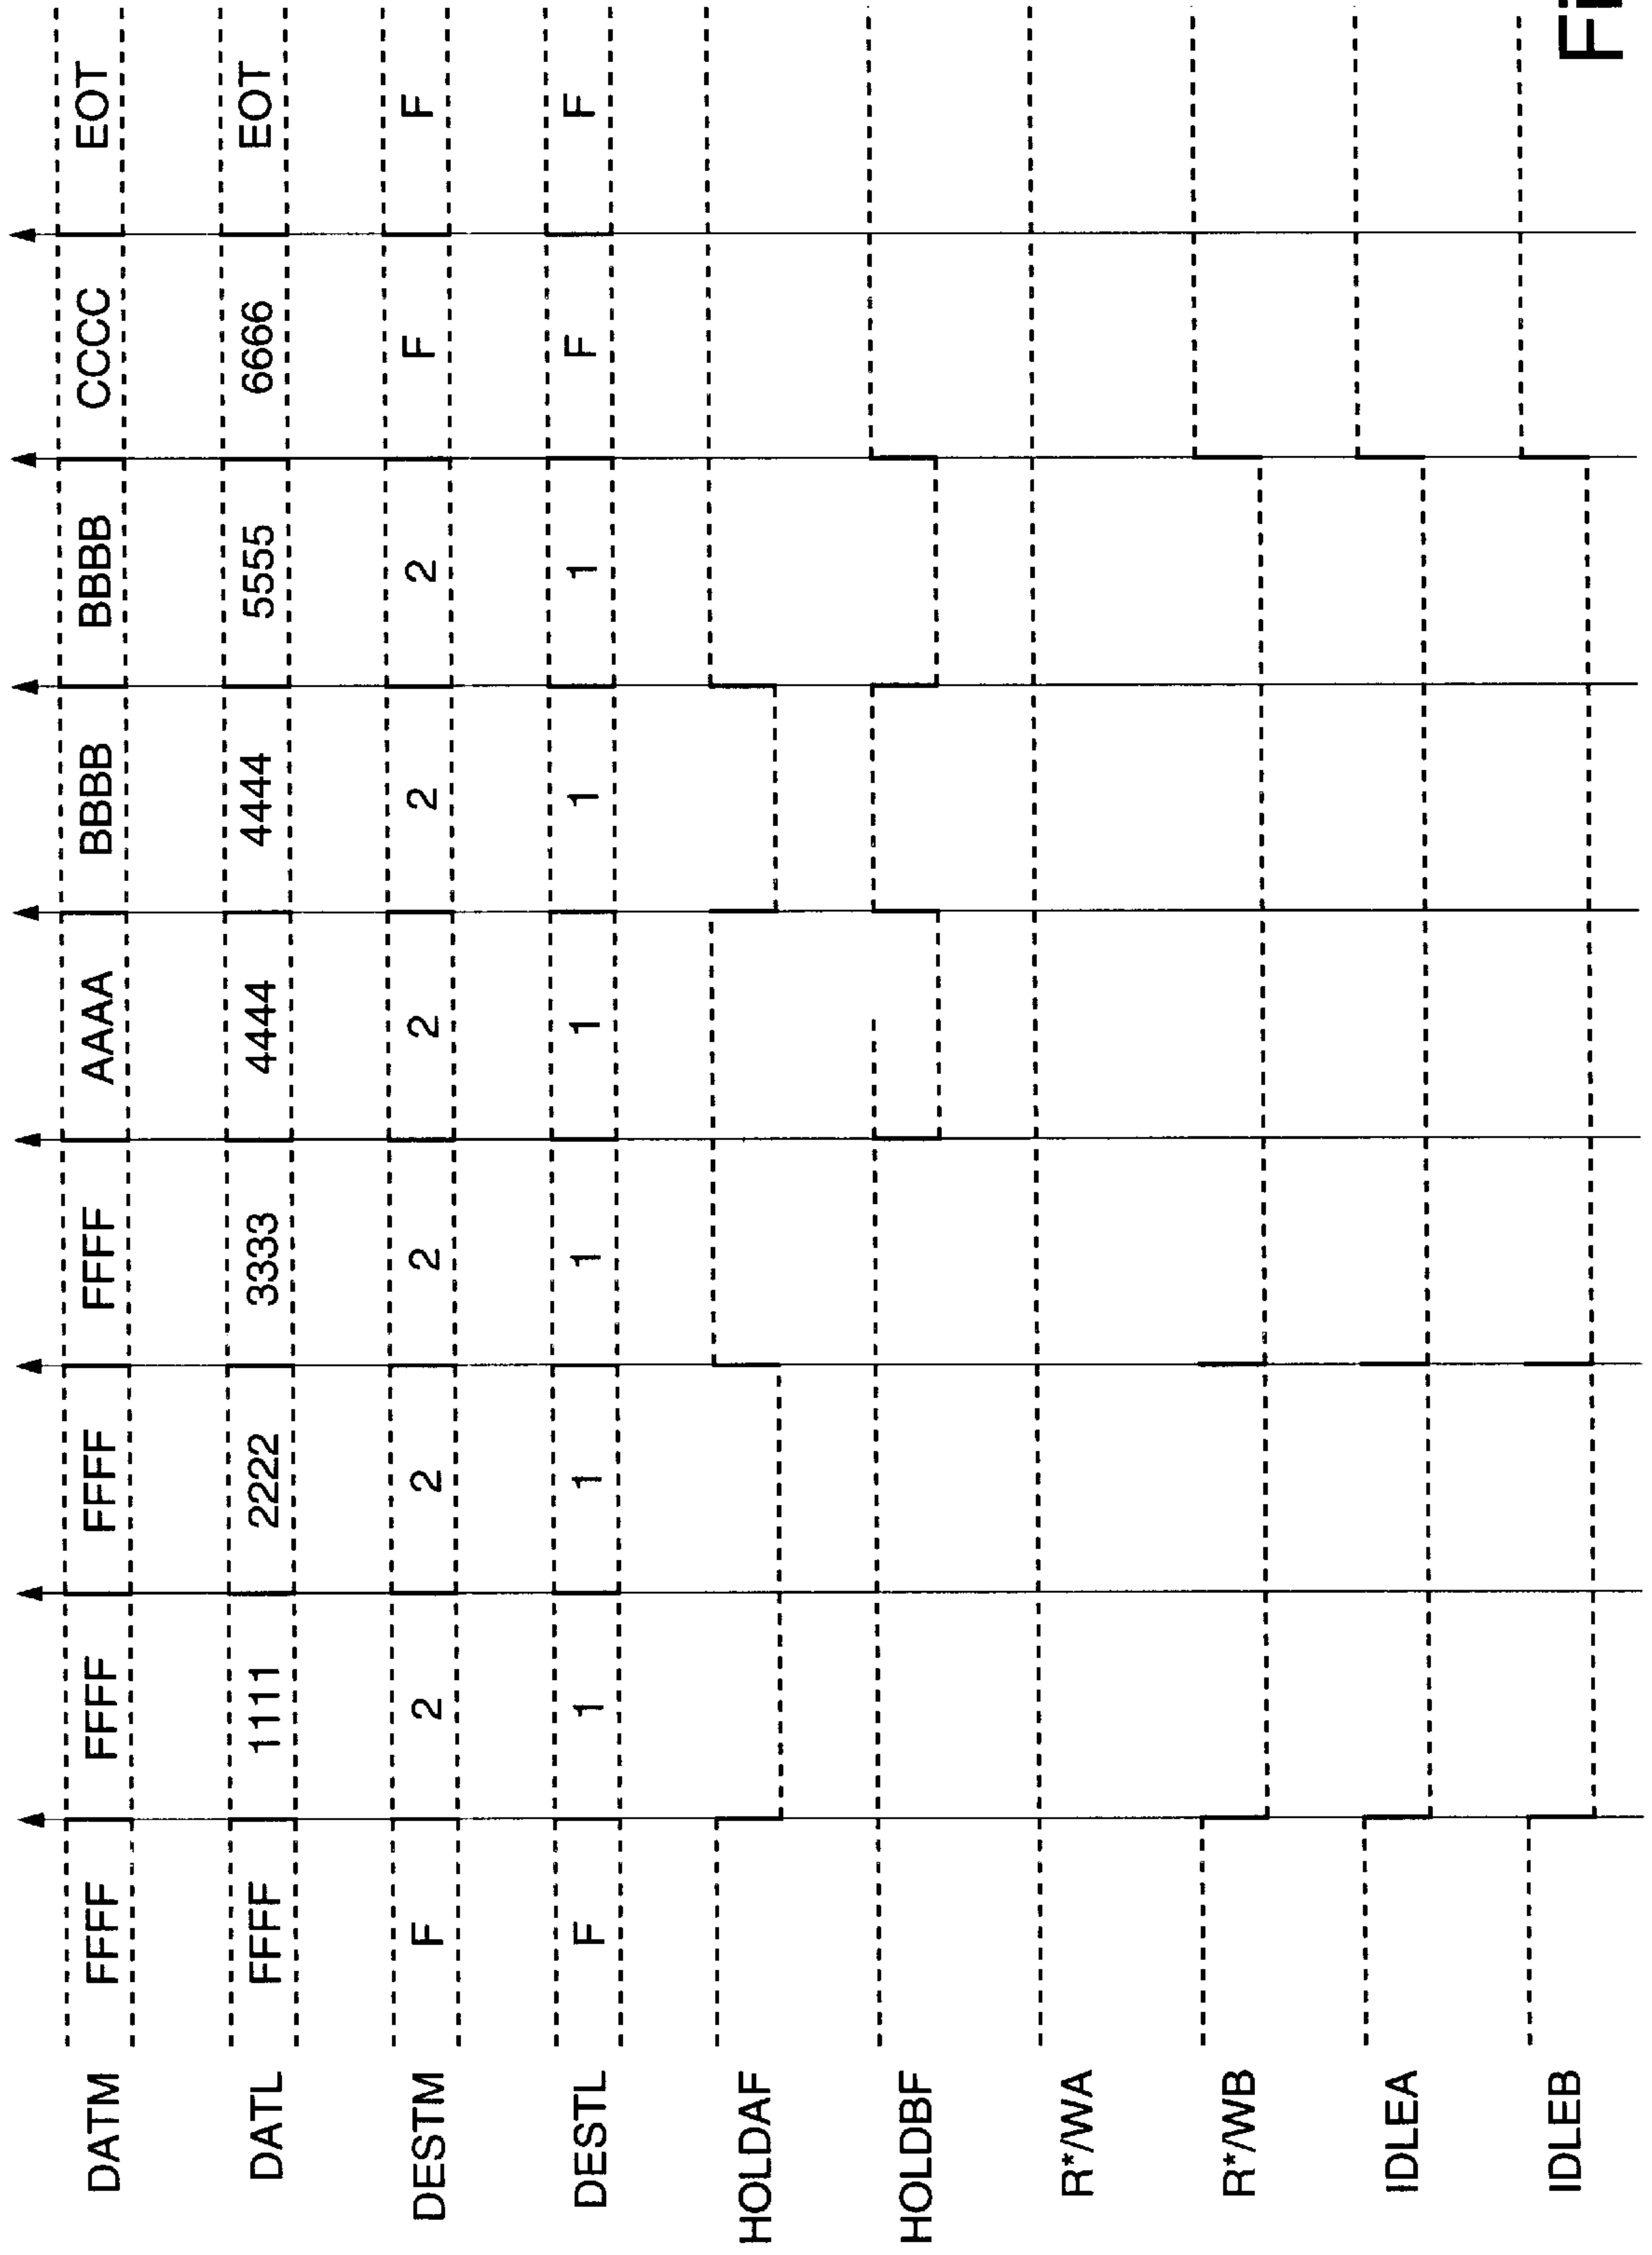 DATM FFFF FFFF FFFF FFFF AAAA BBBB BBBB CCCC EOT
DATL FFFF 1111 2222 3333 4444 4444 5555 6666 EOT
DESTM F 2 2 2 2 2 2 F F
DESTL F 1 1 1 1 1 1 F F
HOLDAF
HOLDBF
R*/WA
R*/WB
IDLEA
IDLEB